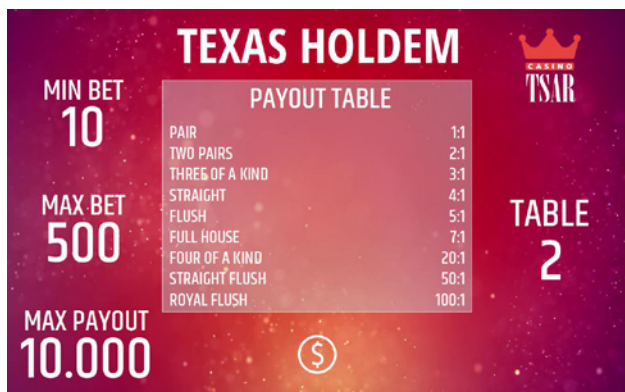 TEXAS HOLDEM
CASINO
TSAR
MIN BET
10
MAX BET
500
MAX PAYOUT
10.000
PAYOUT TABLE
PAIR 1:1
TWO PAIRS 2:1
THREE OF A KIND 3:1
STRAIGHT 4:1
FLUSH 5:1
FULL HOUSE 7:1
FOUR OF A KIND 20:1
STRAIGHT FLUSH 50:1
ROYAL FLUSH 100:1
$
TABLE
2